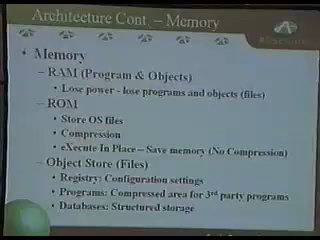 Architecture Cont. – Memory
• Memory
– RAM (Program & Objects)
• Lose power - lose programs and objects (files)
– ROM
• Store OS files
• Compression
• eXecute In Place – Save memory (No Compression)
– Object Store (Files)
• Registry: Configuration settings
• Programs: Compressed area for 3rd party programs
• Databases: Structured storage